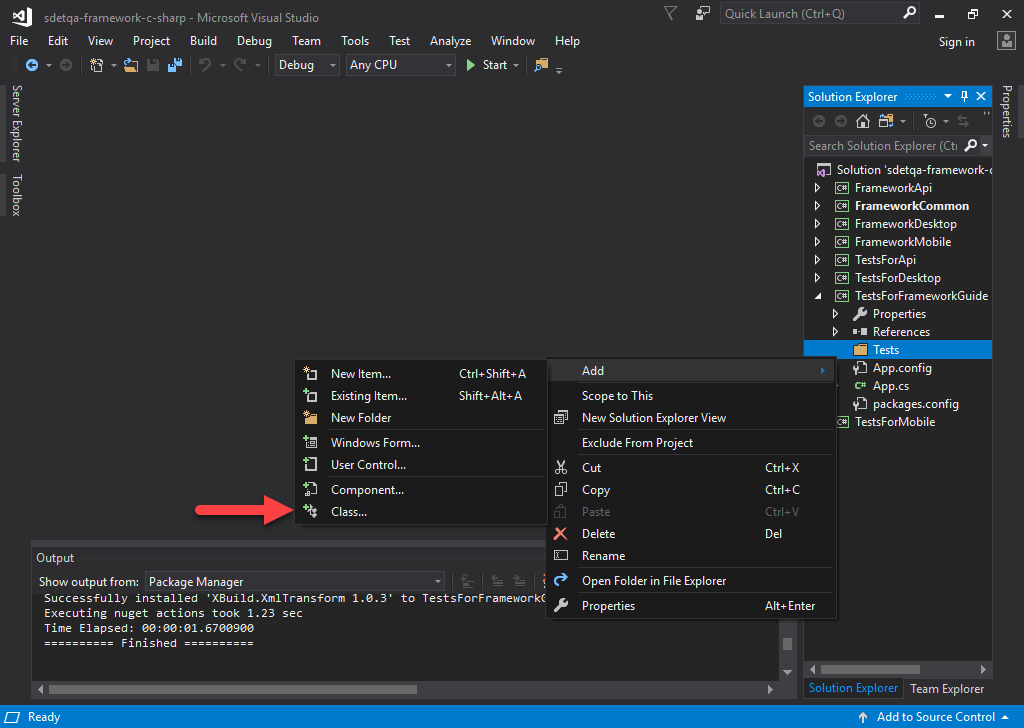 sdetqa-framework-c-sharp - Microsoft Visual Studio
Quick Launch (Ctrl+Q)
File Edit View Project Build Debug Team Tools Test Analyze Window Help
Sign in
Debug Any CPU Start
Server Explorer
Toolbox
Properties
Solution Explorer
Search Solution Explorer (Ctr
Solution 'sdetqa-framework-c
C# FrameworkApi
C# FrameworkCommon
C# FrameworkDesktop
C# FrameworkMobile
C# TestsForApi
C# TestsForDesktop
C# TestsForFrameworkGuide
Properties
References
Tests
App.config
C# App.cs
packages.config
C# TestsForMobile
New Item... Ctrl+Shift+A
Existing Item... Shift+Alt+A
New Folder
Windows Form...
User Control...
Component...
Class...
Add
Scope to This
New Solution Explorer View
Exclude From Project
Cut Ctrl+X
Copy Ctrl+C
Paste Ctrl+V
Delete Del
Rename
Open Folder in File Explorer
Properties Alt+Enter
Output
Show output from: Package Manager
Successfully installed 'XBuild.XmlTransform 1.0.3' to TestsForFrameworkG
Executing nuget actions took 1.23 sec
Time Elapsed: 00:00:01.6700900
========== Finished ==========
Solution Explorer Team Explorer
Ready
Add to Source Control